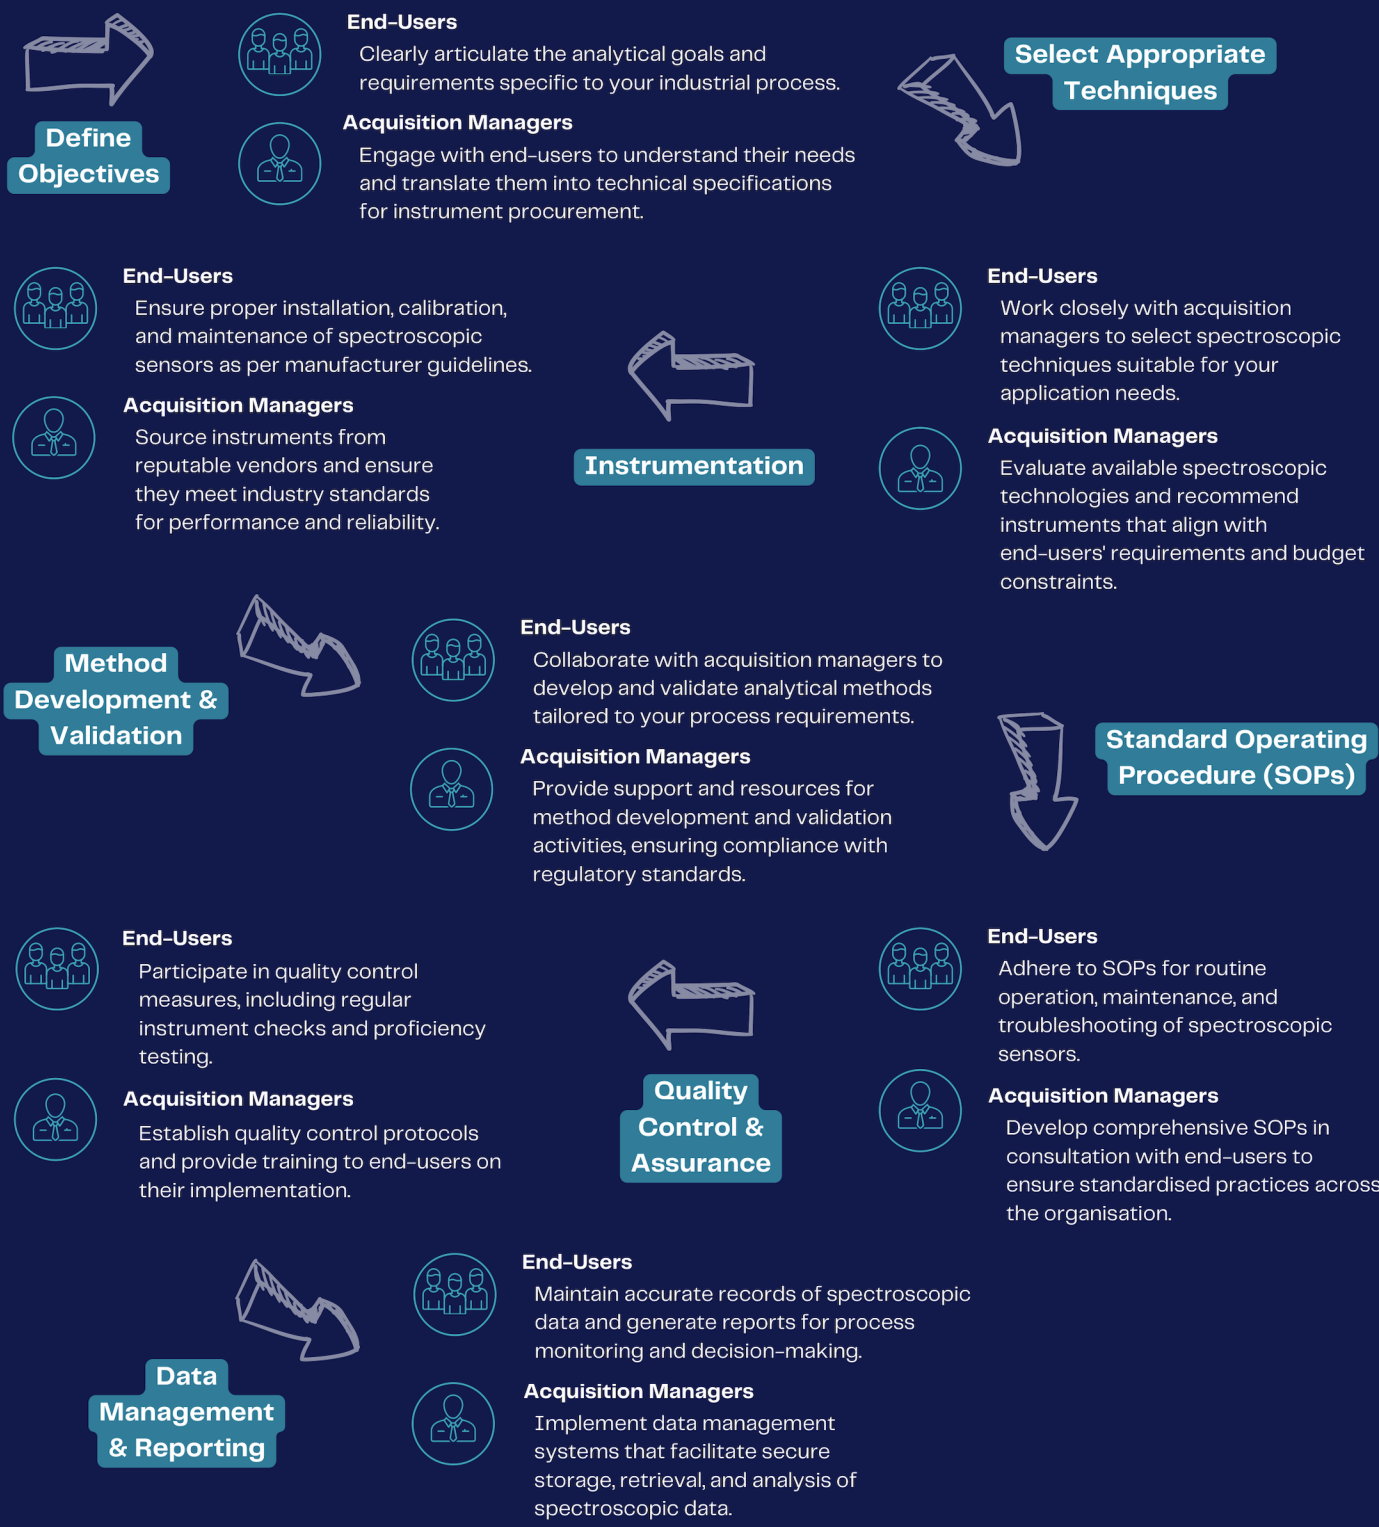 Define
Objectives
End-Users
Clearly articulate the analytical goals and
requirements specific to your industrial process.
Acquisition Managers
Engage with end-users to understand their needs
and translate them into technical specifications
for instrument procurement.
Select Appropriate
Techniques
End-Users
Work closely with acquisition
managers to select spectroscopic
techniques suitable for your
application needs.
Acquisition Managers
Evaluate available spectroscopic
technologies and recommend
instruments that align with
end-users' requirements and budget
constraints.
Instrumentation
End-Users
Ensure proper installation, calibration,
and maintenance of spectroscopic
sensors as per manufacturer guidelines.
Acquisition Managers
Source instruments from
reputable vendors and ensure
they meet industry standards
for performance and reliability.
Method
Development &
Validation
End-Users
Collaborate with acquisition managers to
develop and validate analytical methods
tailored to your process requirements.
Acquisition Managers
Provide support and resources for
method development and validation
activities, ensuring compliance with
regulatory standards.
Standard Operating
Procedure (SOPs)
End-Users
Adhere to SOPs for routine
operation, maintenance, and
troubleshooting of spectroscopic
sensors.
Acquisition Managers
Develop comprehensive SOPs in
consultation with end-users to
ensure standardised practices across
the organisation.
Quality
Control &
Assurance
End-Users
Participate in quality control
measures, including regular
instrument checks and proficiency
testing.
Acquisition Managers
Establish quality control protocols
and provide training to end-users on
their implementation.
Data
Management
& Reporting
End-Users
Maintain accurate records of spectroscopic
data and generate reports for process
monitoring and decision-making.
Acquisition Managers
Implement data management
systems that facilitate secure
storage, retrieval, and analysis of
spectroscopic data.